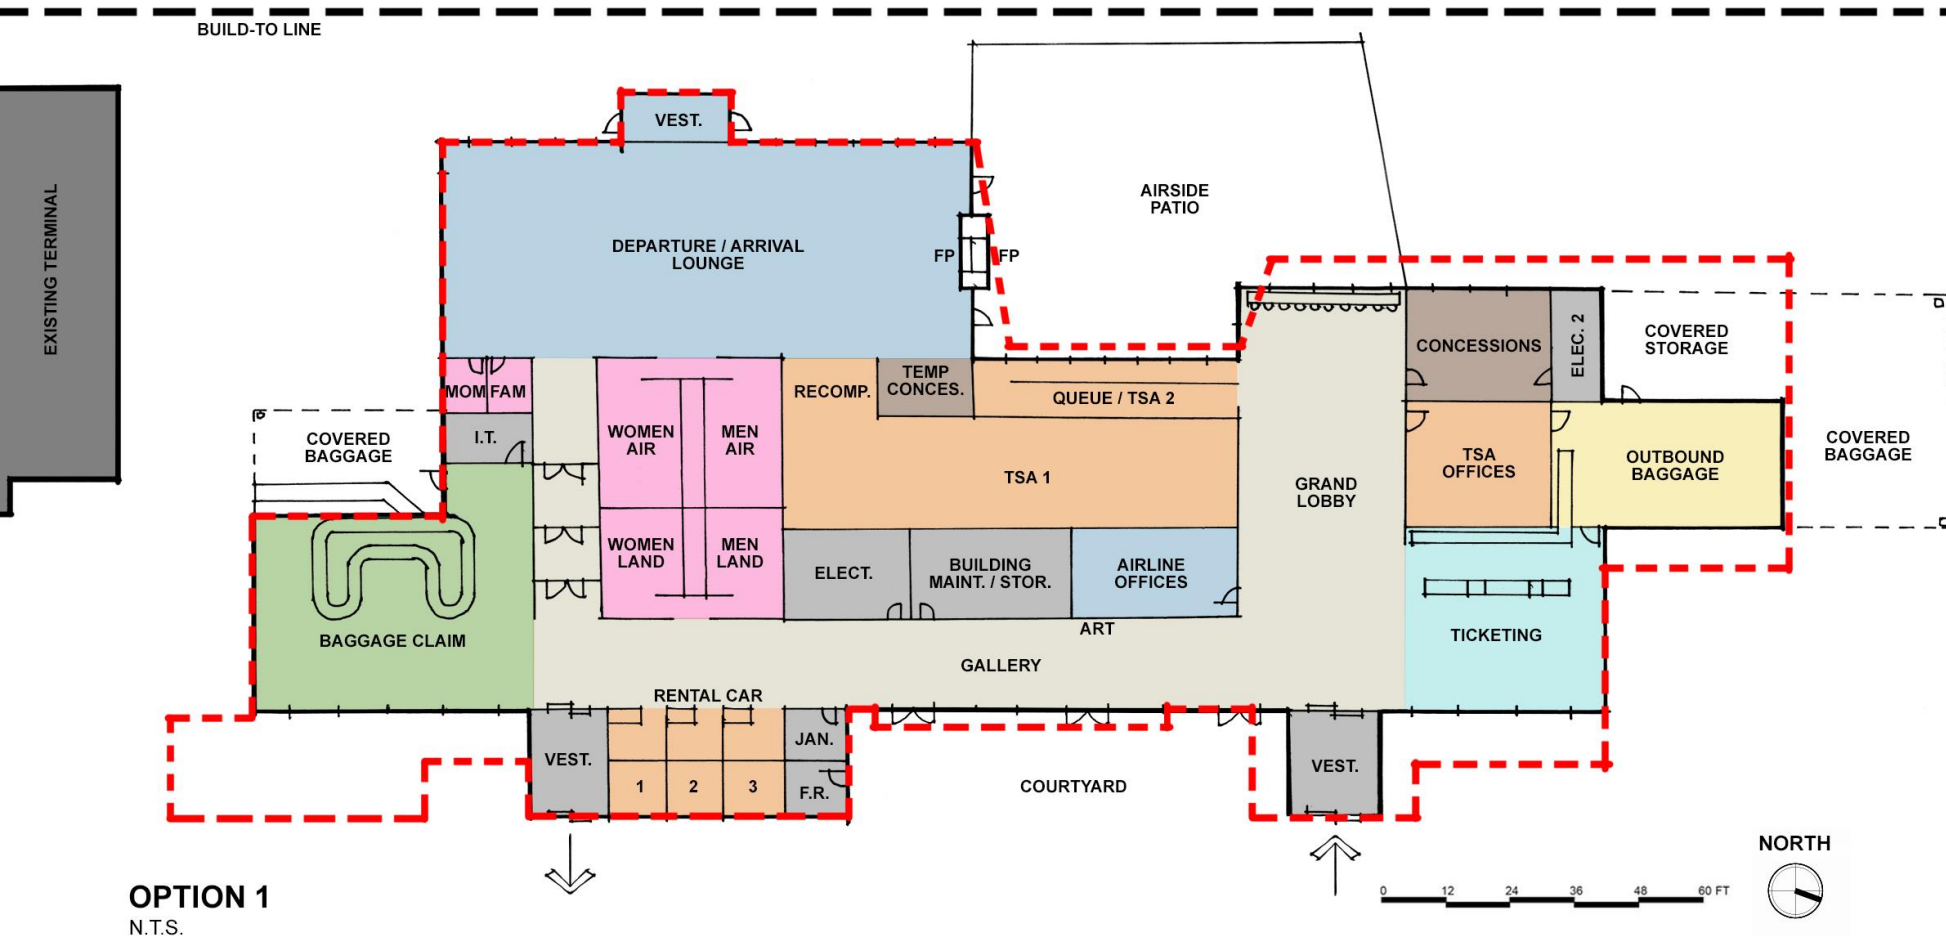 BUILD-TO LINE
VEST.
EXISTING TERMINAL
AIRSIDE
PATIO
DEPARTURE / ARRIVAL
LOUNGE
FP
FP
CONCESSIONS
ELEC. 2
COVERED
STORAGE
MOM
FAM
RECOMP.
TEMP
CONCES.
QUEUE / TSA 2
I.T.
COVERED
BAGGAGE
WOMEN
AIR
MEN
AIR
TSA 1
GRAND
LOBBY
TSA
OFFICES
OUTBOUND
BAGGAGE
COVERED
BAGGAGE
WOMEN
LAND
MEN
LAND
ELECT.
BUILDING
MAINT. / STOR.
AIRLINE
OFFICES
BAGGAGE CLAIM
ART
TICKETING
GALLERY
RENTAL CAR
VEST.
JAN.
1
2
3
F.R.
COURTYARD
VEST.
NORTH
0 12 24 36 48 60 FT
OPTION 1
N.T.S.